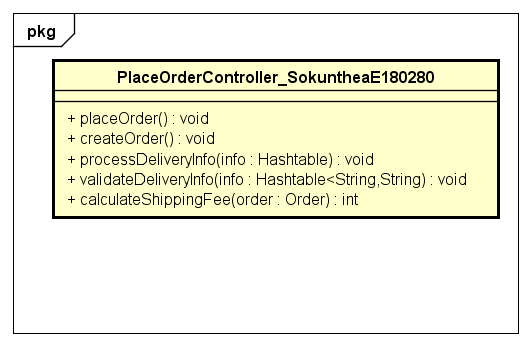 pkg
PlaceOrderController_SokuntheaE180280
+ placeOrder() : void
+ createOrder() : void
+ processDeliveryInfo(info : Hashtable) : void
+ validateDeliveryInfo(info : Hashtable<String,String) : void
+ calculateShippingFee(order : Order) : int